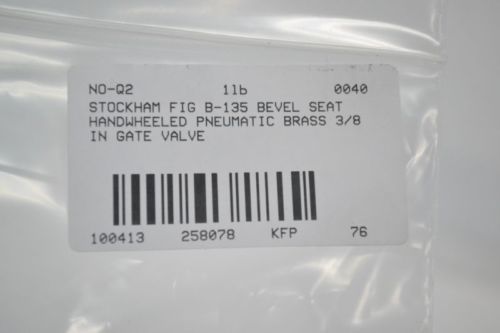 NO-Q2 1lb 0040
STOCKHAM FIG B-135 BEVEL SEAT
HANDWHEELED PNEUMATIC BRASS 3/8
IN GATE VALVE
100413 258078 KFP 76